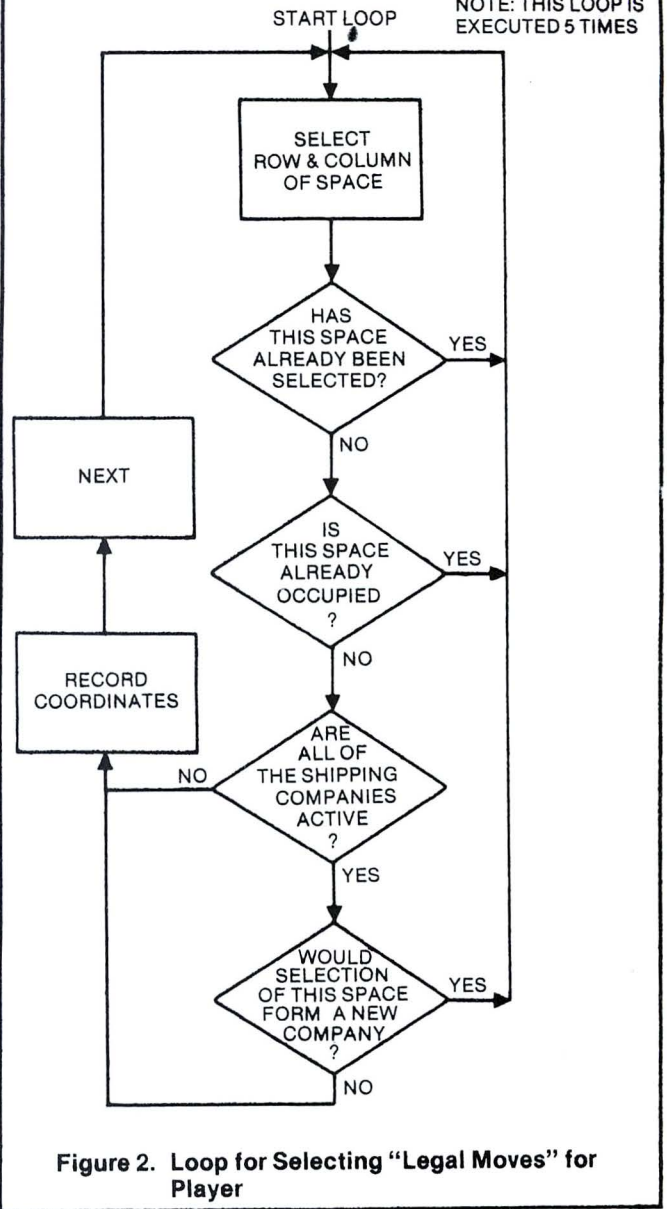 START LOOP
NOTE: THIS LOOP IS
EXECUTED 5 TIMES
SELECT
ROW & COLUMN
OF SPACE
HAS
THIS SPACE
ALREADY BEEN
SELECTED?
YES
NO
IS
THIS SPACE
ALREADY
OCCUPIED
?
YES
NO
NEXT
RECORD
COORDINATES
ARE
ALL OF
THE SHIPPING
COMPANIES
ACTIVE
?
NO
YES
WOULD
SELECTION
OF THIS SPACE
FORM A NEW
COMPANY
?
YES
NO
Figure 2. Loop for Selecting “Legal Moves” for
Player